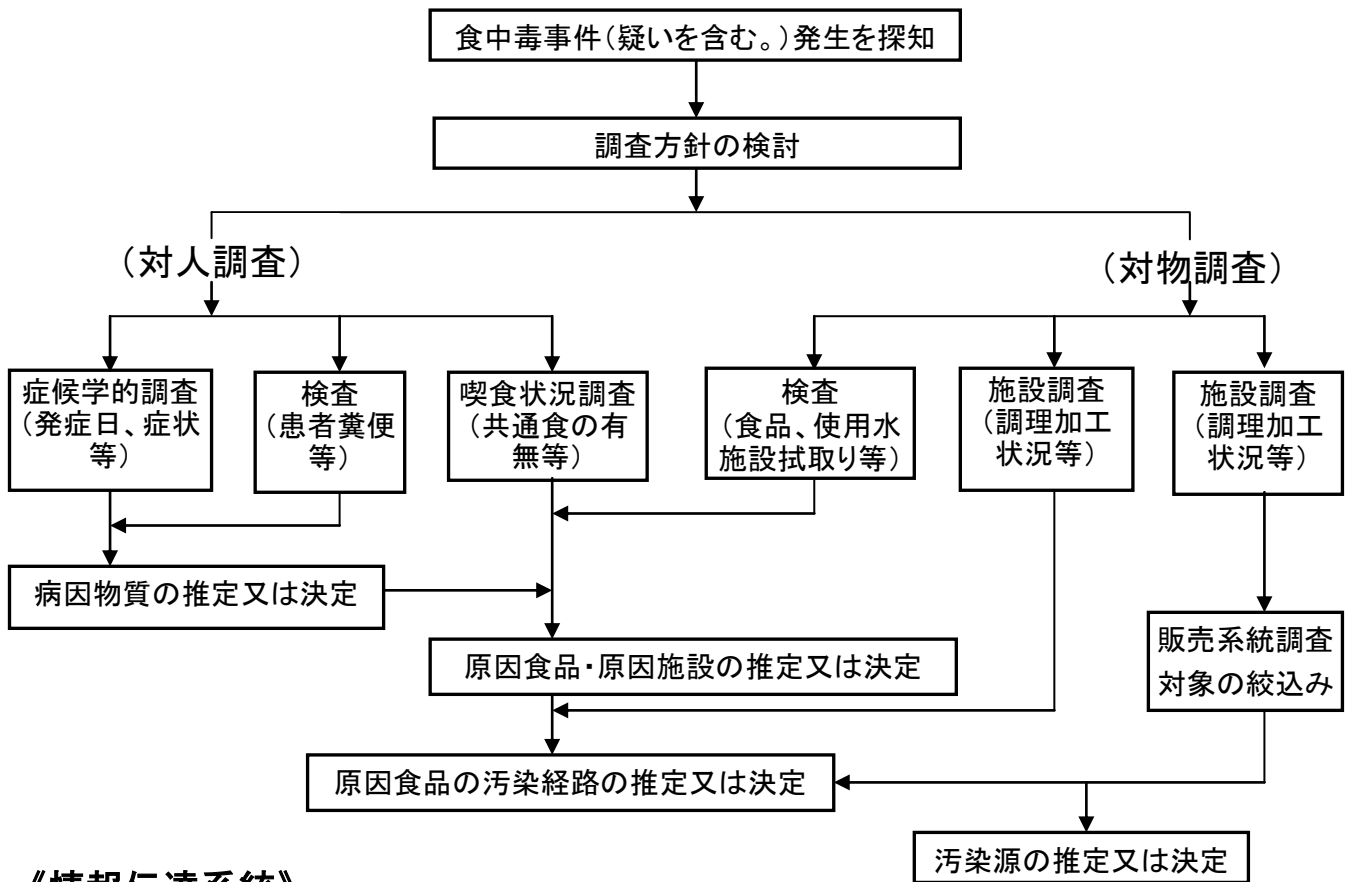 食中毒事件(疑いを含む。)発生を探知
調査方針の検討
(対人調査)
(対物調査)
症候学的調査
(発症日、症状
等)
検査
(患者糞便
等)
喫食状況調査
(共通食の有
無等)
検査
(食品、使用水
施設拭取り等)
施設調査
(調理加工
状況等)
施設調査
(調理加工
状況等)
病因物質の推定又は決定
販売系統調査
対象の絞込み
原因食品・原因施設の推定又は決定
原因食品の汚染経路の推定又は決定
汚染源の推定又は決定
《情報伝達系統》